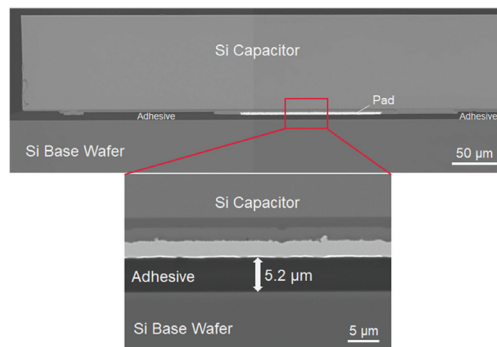 Si Capacitor
Pad
Adhesive
Adhesive
Si Base Wafer
50 µm
Si Capacitor
Adhesive
5.2 µm
Si Base Wafer
5 µm